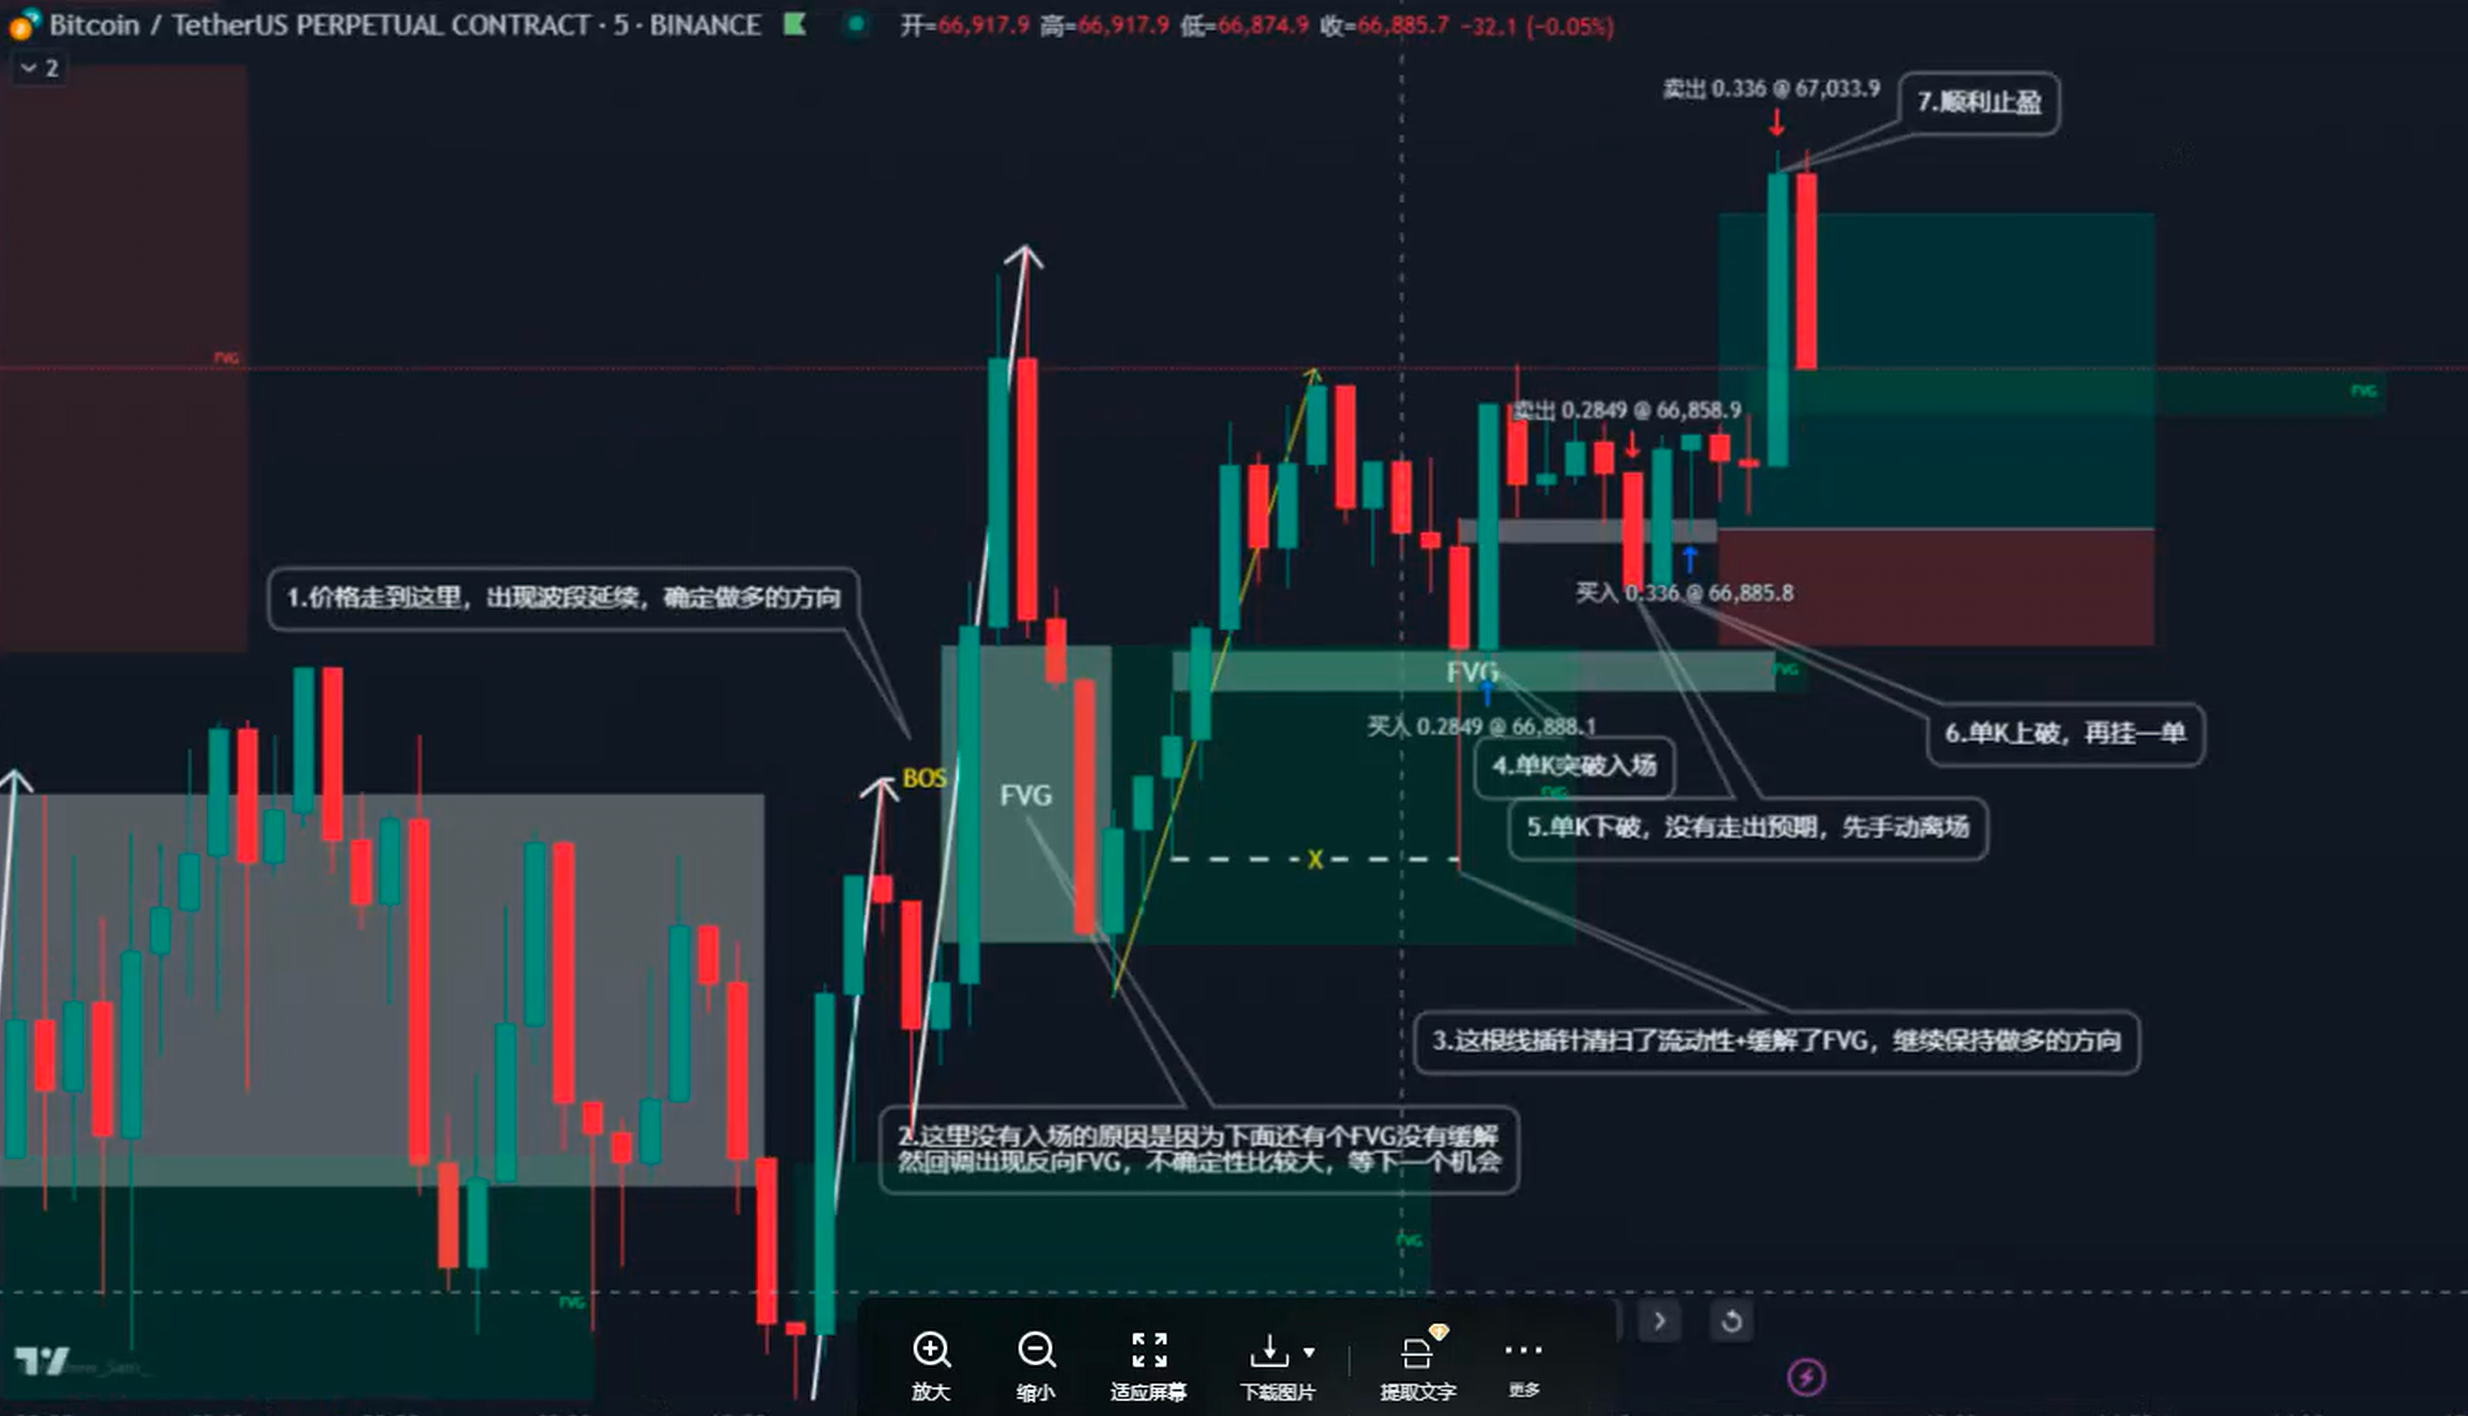 Bitcoin / TetherUS PERPETUAL CONTRACT · 5 · BINANCE
开=66,917.9 高=66,917.9 低=66,874.9 收=66,885.7 −32.1 (−0.05%)
2
卖出 0.336 @ 67,033.9
7.顺利止盈
FVG
FVG
卖出 0.2849 @ 66,858.9
1.价格走到这里，出现波段延续，确定做多的方向
买入 0.336 @ 66,885.8
FVG
FVG
买入 0.2849 @ 66,888.1
6.单K上破，再挂一单
4.单K突破入场
BOS
FVG
FVG
5.单K下破，没有走出预期，先手动离场
X
3.这根线插针清扫了流动性+缓解了FVG，继续保持做多的方向
2.这里没有入场的原因是因为下面还有个FVG没有缓解
然回调出现反向FVG，不确定性比较大，等下一个机会
FVG
FVG
放大
缩小
适应屏幕
下载图片
提取文字
更多